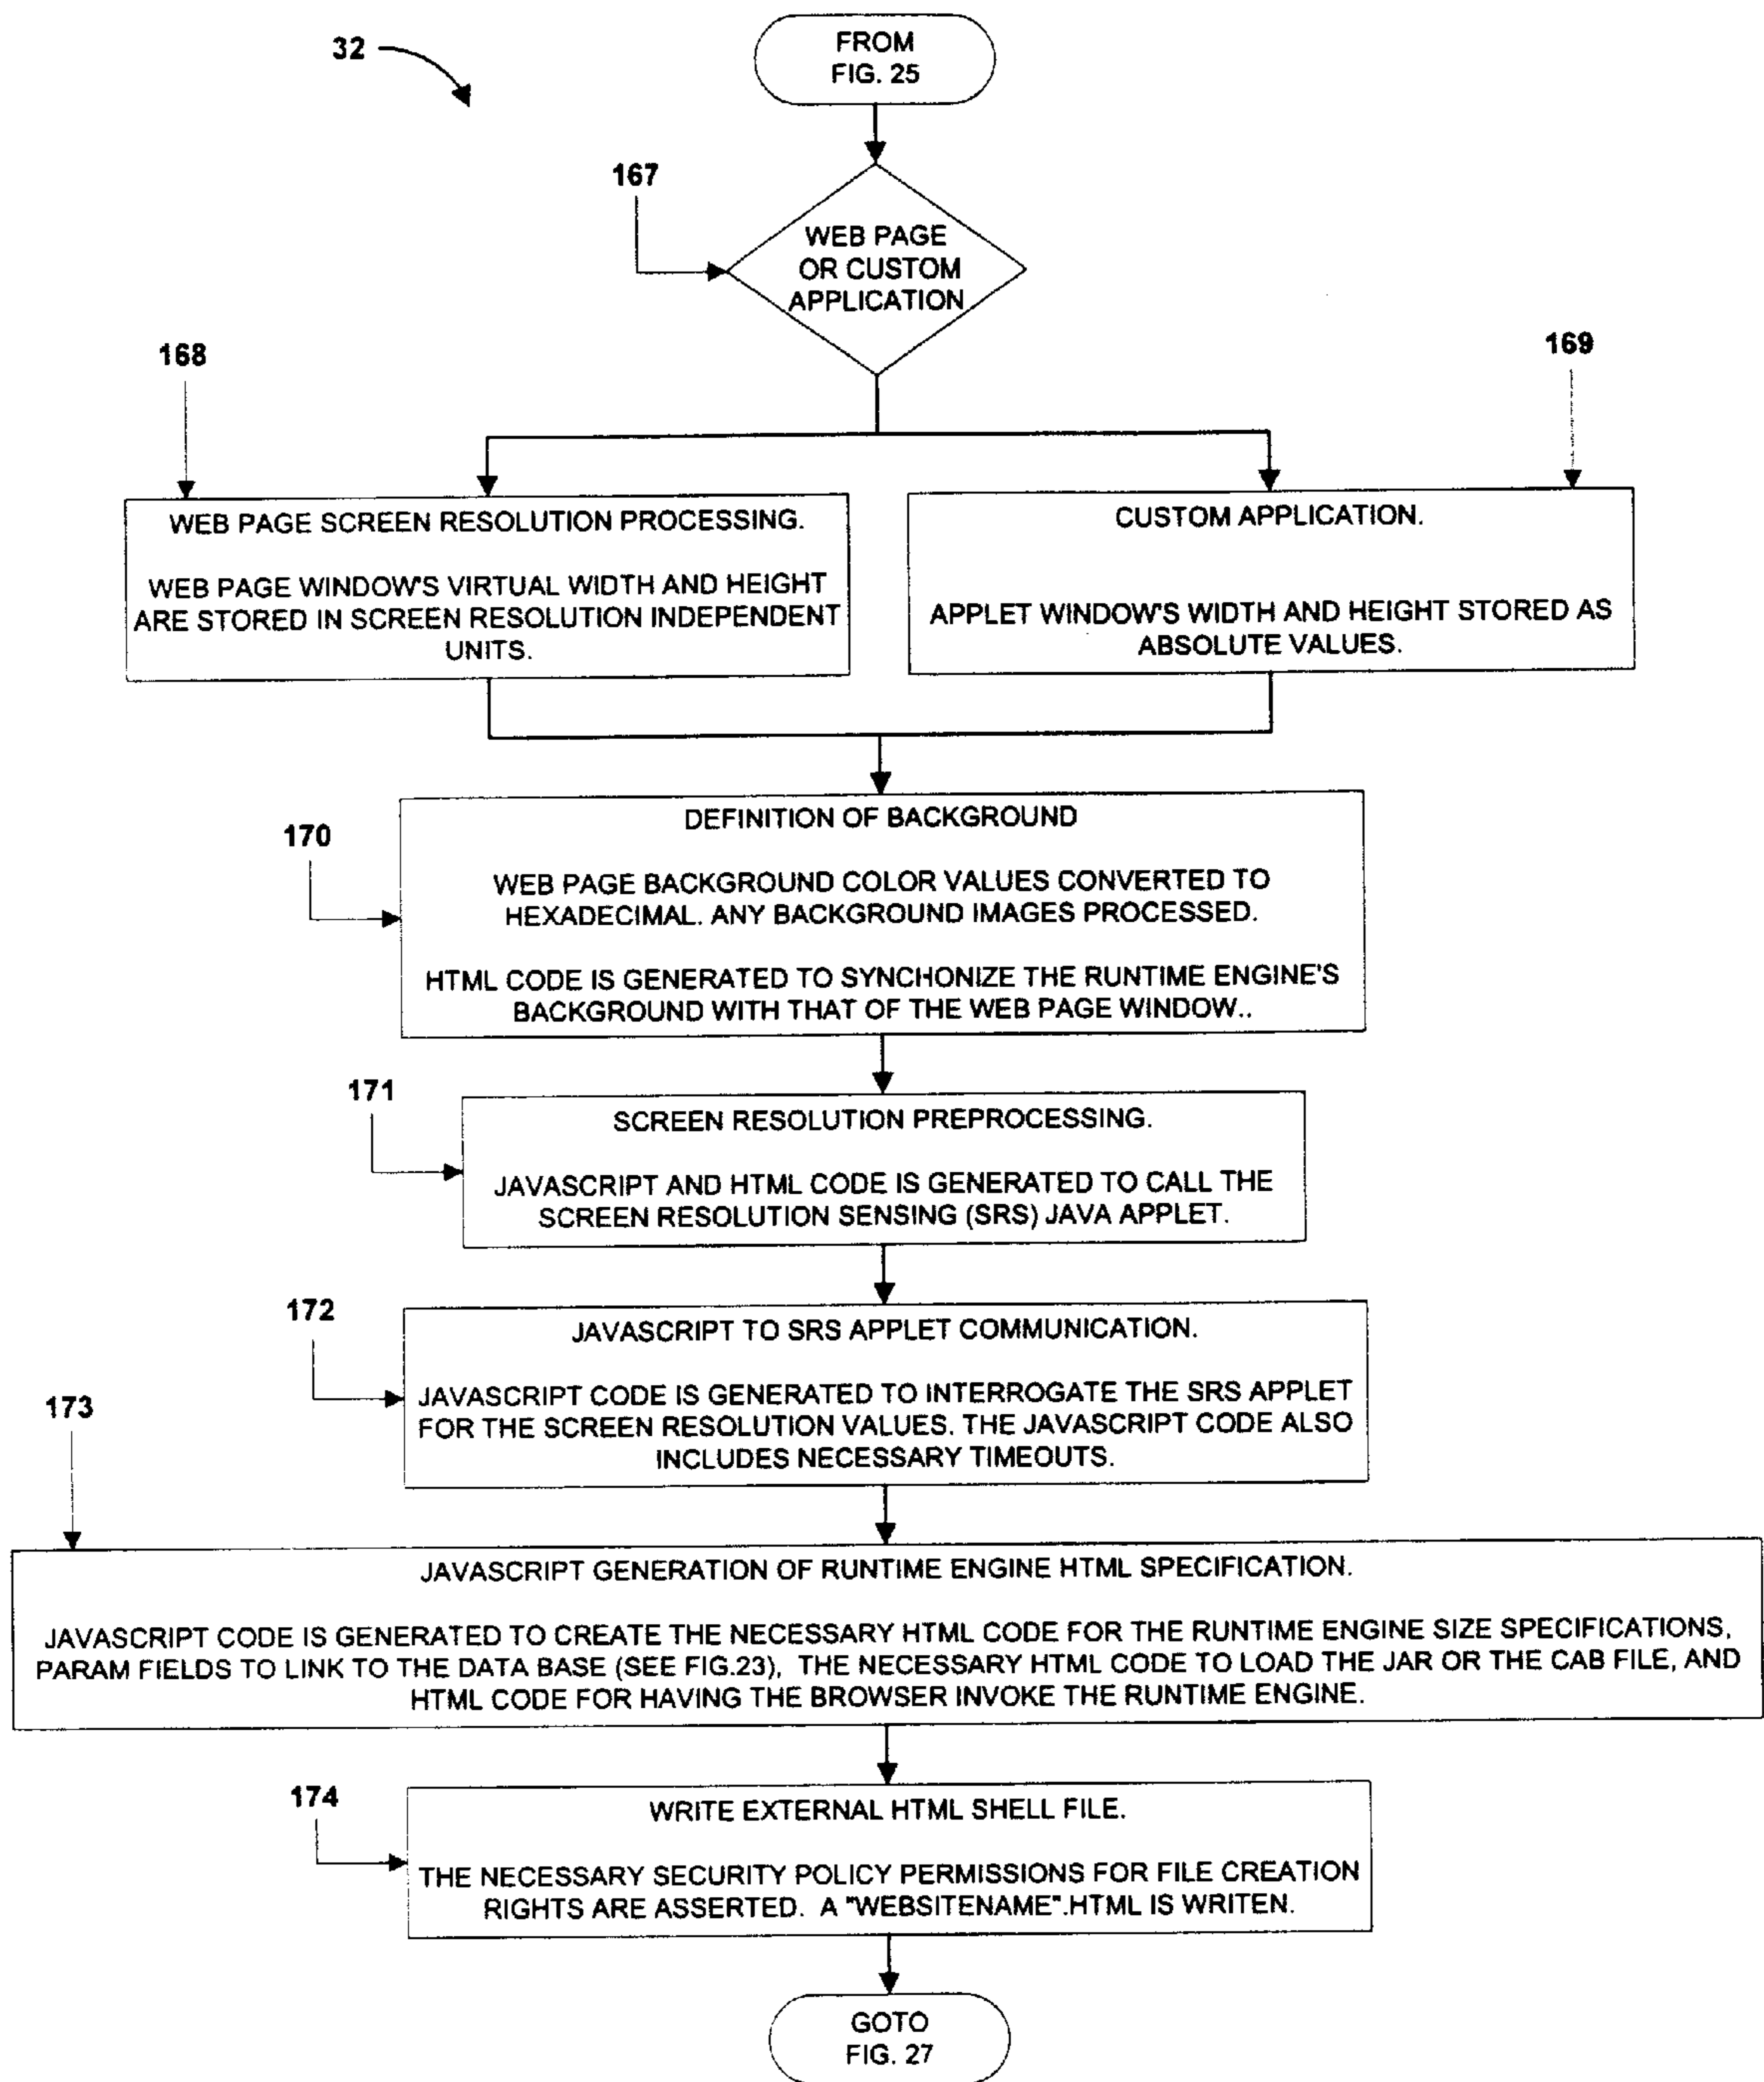 32
FROM
FIG. 25
167
WEB PAGE
OR CUSTOM
APPLICATION
168
169
WEB PAGE SCREEN RESOLUTION PROCESSING.
WEB PAGE WINDOW'S VIRTUAL WIDTH AND HEIGHT
ARE STORED IN SCREEN RESOLUTION INDEPENDENT
UNITS.
CUSTOM APPLICATION.
APPLET WINDOW'S WIDTH AND HEIGHT STORED AS
ABSOLUTE VALUES.
170
DEFINITION OF BACKGROUND
WEB PAGE BACKGROUND COLOR VALUES CONVERTED TO
HEXADECIMAL. ANY BACKGROUND IMAGES PROCESSED.
HTML CODE IS GENERATED TO SYNCHONIZE THE RUNTIME ENGINE'S
BACKGROUND WITH THAT OF THE WEB PAGE WINDOW..
171
SCREEN RESOLUTION PREPROCESSING.
JAVASCRIPT AND HTML CODE IS GENERATED TO CALL THE
SCREEN RESOLUTION SENSING (SRS) JAVA APPLET.
172
JAVASCRIPT TO SRS APPLET COMMUNICATION.
JAVASCRIPT CODE IS GENERATED TO INTERROGATE THE SRS APPLET
FOR THE SCREEN RESOLUTION VALUES. THE JAVASCRIPT CODE ALSO
INCLUDES NECESSARY TIMEOUTS.
173
JAVASCRIPT GENERATION OF RUNTIME ENGINE HTML SPECIFICATION.
JAVASCRIPT CODE IS GENERATED TO CREATE THE NECESSARY HTML CODE FOR THE RUNTIME ENGINE SIZE SPECIFICATIONS,
PARAM FIELDS TO LINK TO THE DATA BASE (SEE FIG.23), THE NECESSARY HTML CODE TO LOAD THE JAR OR THE CAB FILE, AND
HTML CODE FOR HAVING THE BROWSER INVOKE THE RUNTIME ENGINE.
174
WRITE EXTERNAL HTML SHELL FILE.
THE NECESSARY SECURITY POLICY PERMISSIONS FOR FILE CREATION
RIGHTS ARE ASSERTED. A "WEBSITENAME".HTML IS WRITEN.
GOTO
FIG. 27